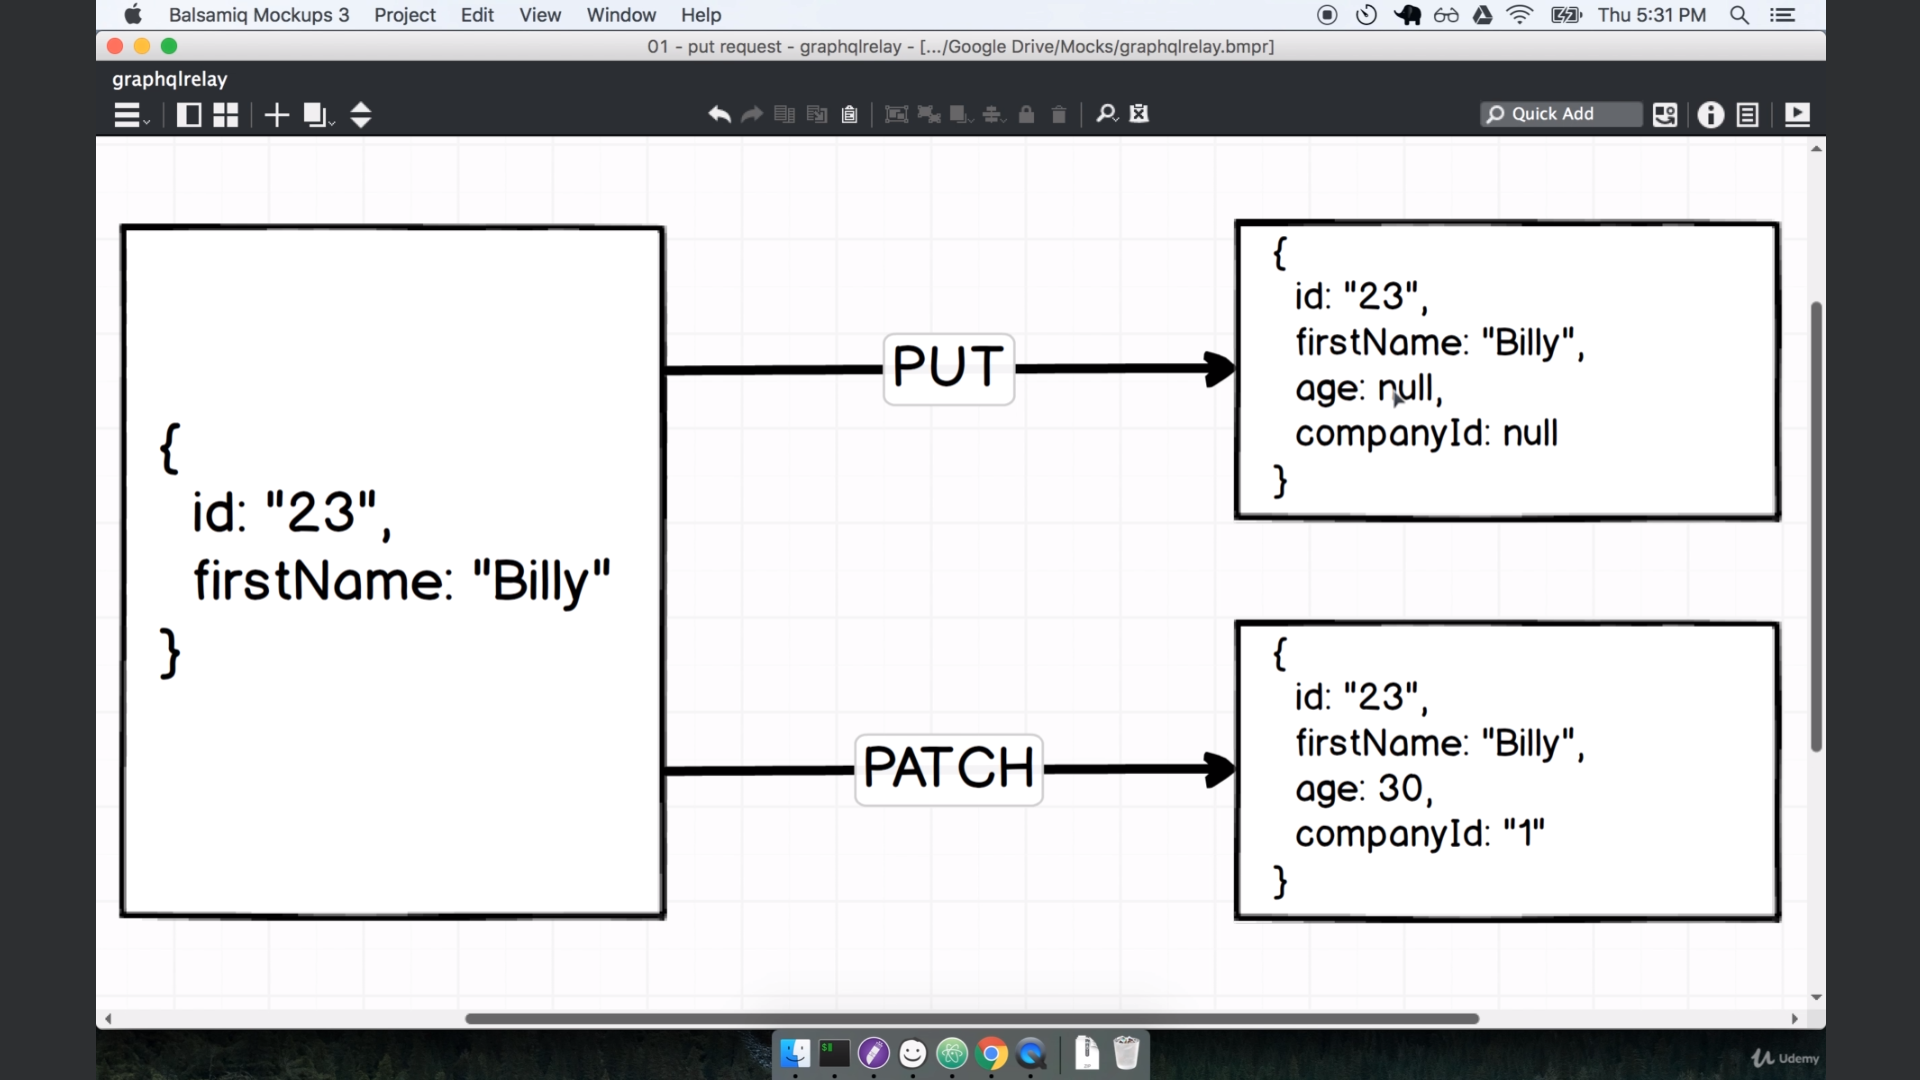 Balsamiq Mockups 3 Project Edit View Window Help Thu 5:31 PM
01 - put request - graphqlrelay - [.../Google Drive/Mocks/graphqlrelay.bmpr]
graphqlrelay
Quick Add
{
id: "23",
firstName: "Billy"
}
PUT
{
id: "23",
firstName: "Billy",
age: null,
companyId: null
}
PATCH
{
id: "23",
firstName: "Billy",
age: 30,
companyId: "1"
}
Udemy